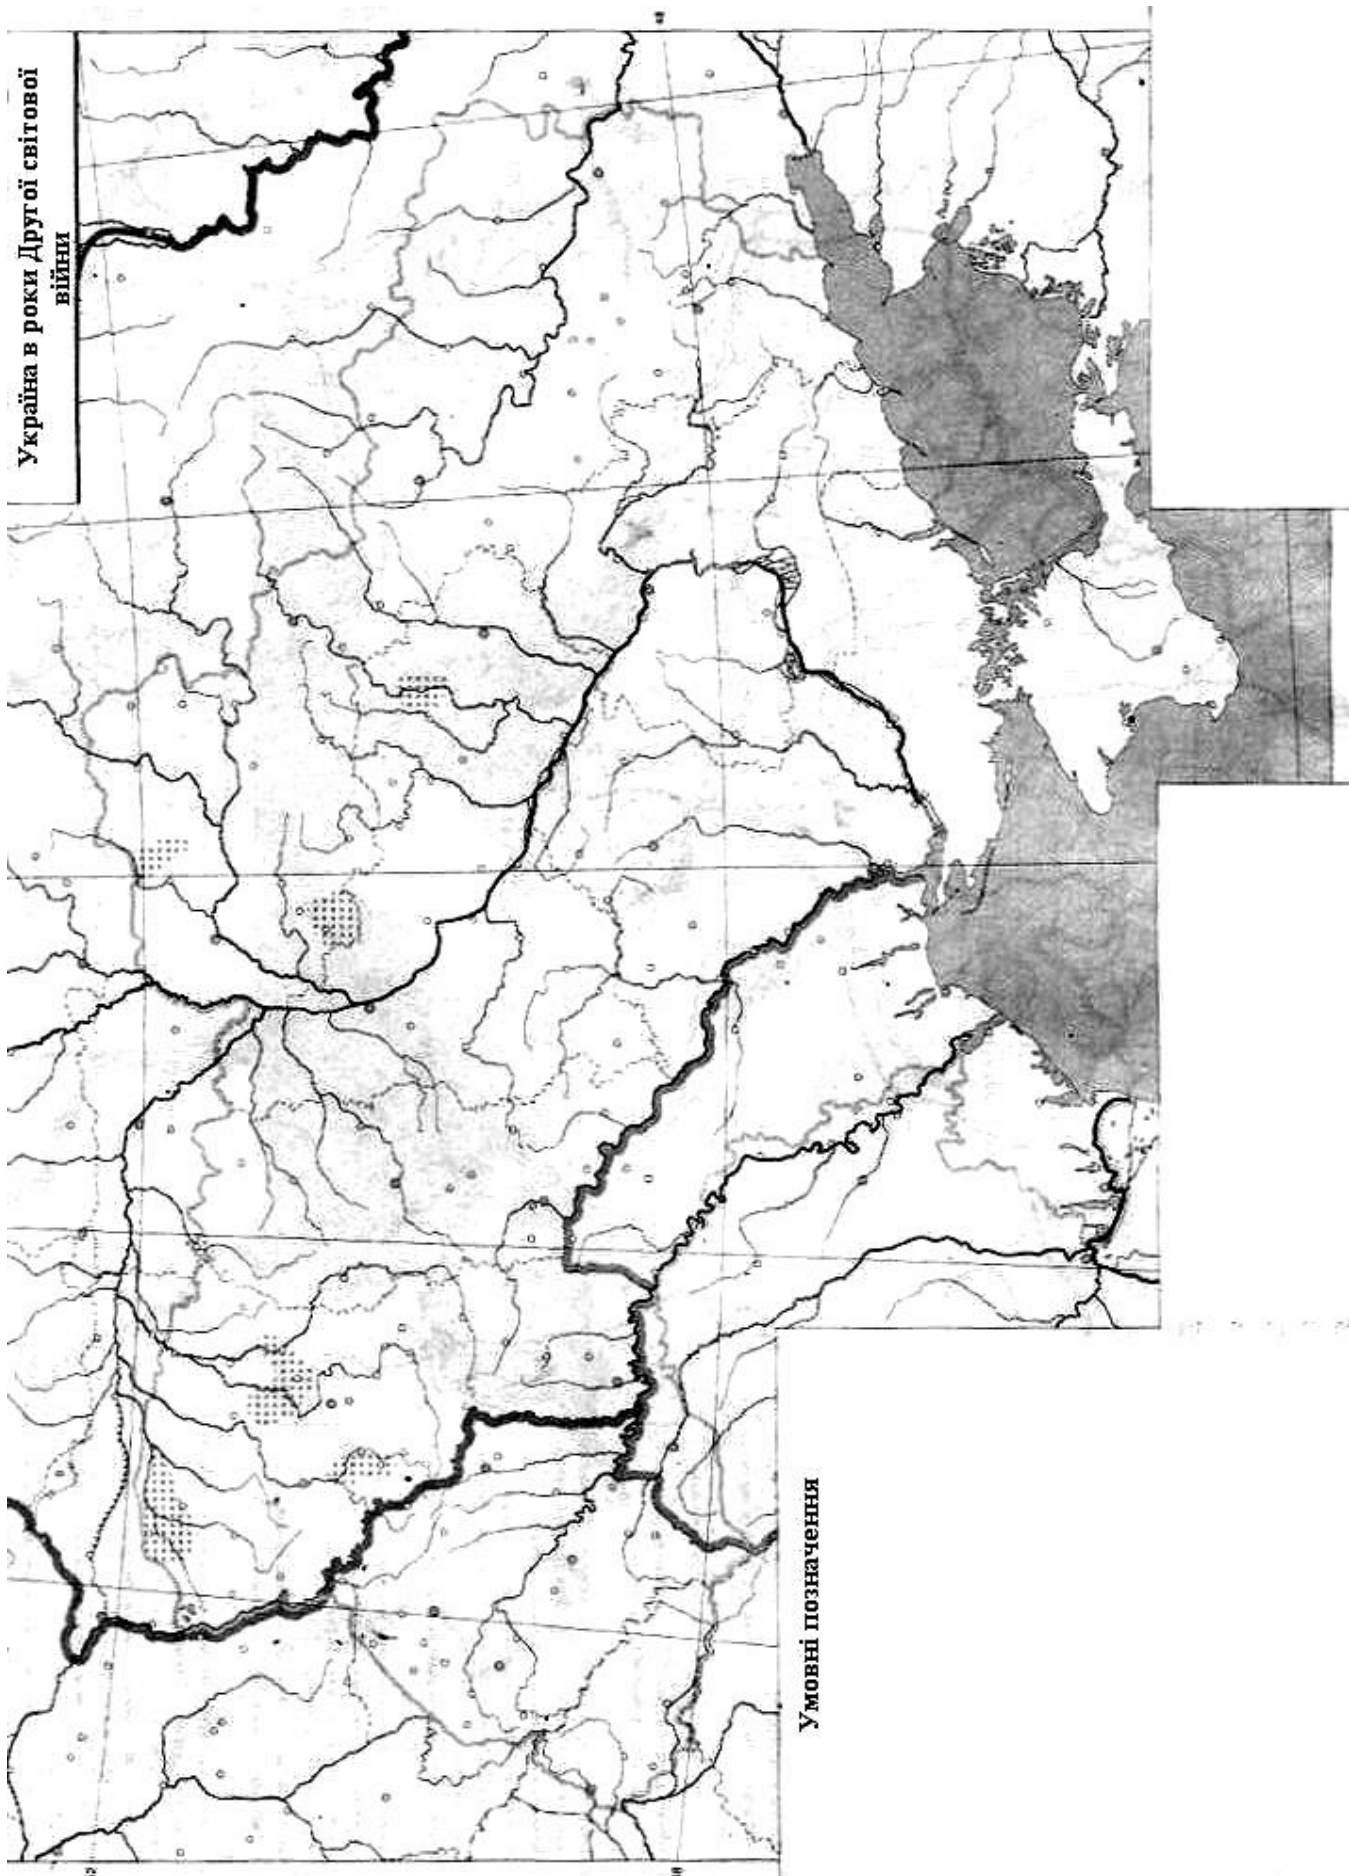 Україна в роки Другої світової
війни
Умовні позначення